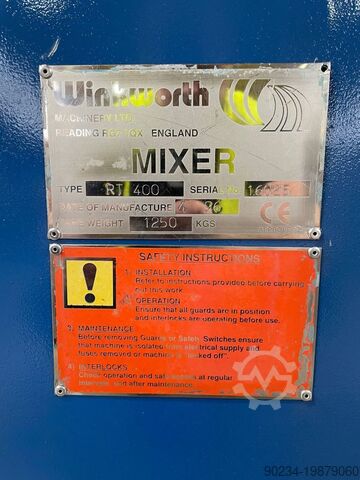 Winkworth
MACHINERY LTD.
READING RG7 1QX ENGLAND
MIXER
TYPE RT 400 SERIAL No
DATE OF MANUFACTURE
WEIGHT 1250 KGS
CE
SAFETY INSTRUCTIONS
1. INSTALLATION
Refer to instructions provided before carrying
out this work.
2. OPERATION
Ensure that all guards are in position
and interlocks are operating before use.
3. MAINTENANCE
Before removing Guards or Safety Switches ensure
that machine is isolated from electrical supply and
fuses removed or machine is "locked off".
4) INTERLOCKS
Check operation and safety at regular
intervals and after maintenance.
Machineseeker
90234-19879060